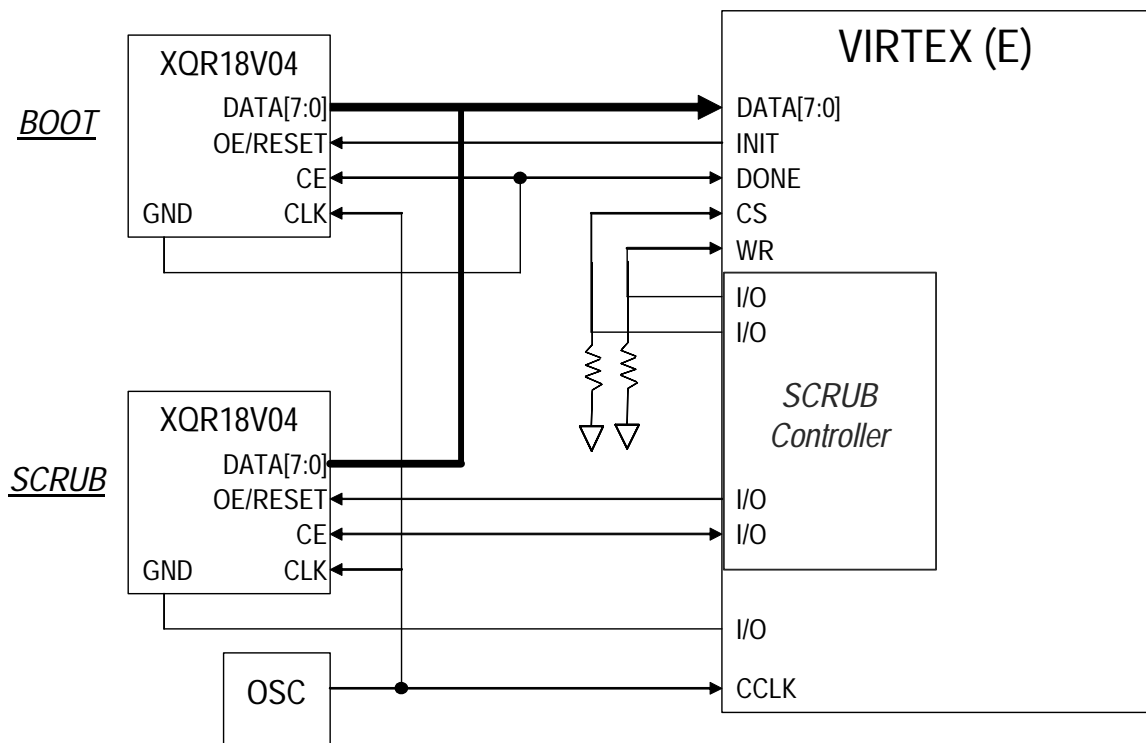 XQR18V04
BOOT
DATA[7:0]
OE/RESET
CE
GND CLK
VIRTEX (E)
DATA[7:0]
INIT
DONE
CS
WR
I/O
I/O
SCRUB
Controller
I/O
I/O
I/O
CCLK
XQR18V04
SCRUB
DATA[7:0]
OE/RESET
CE
GND CLK
OSC